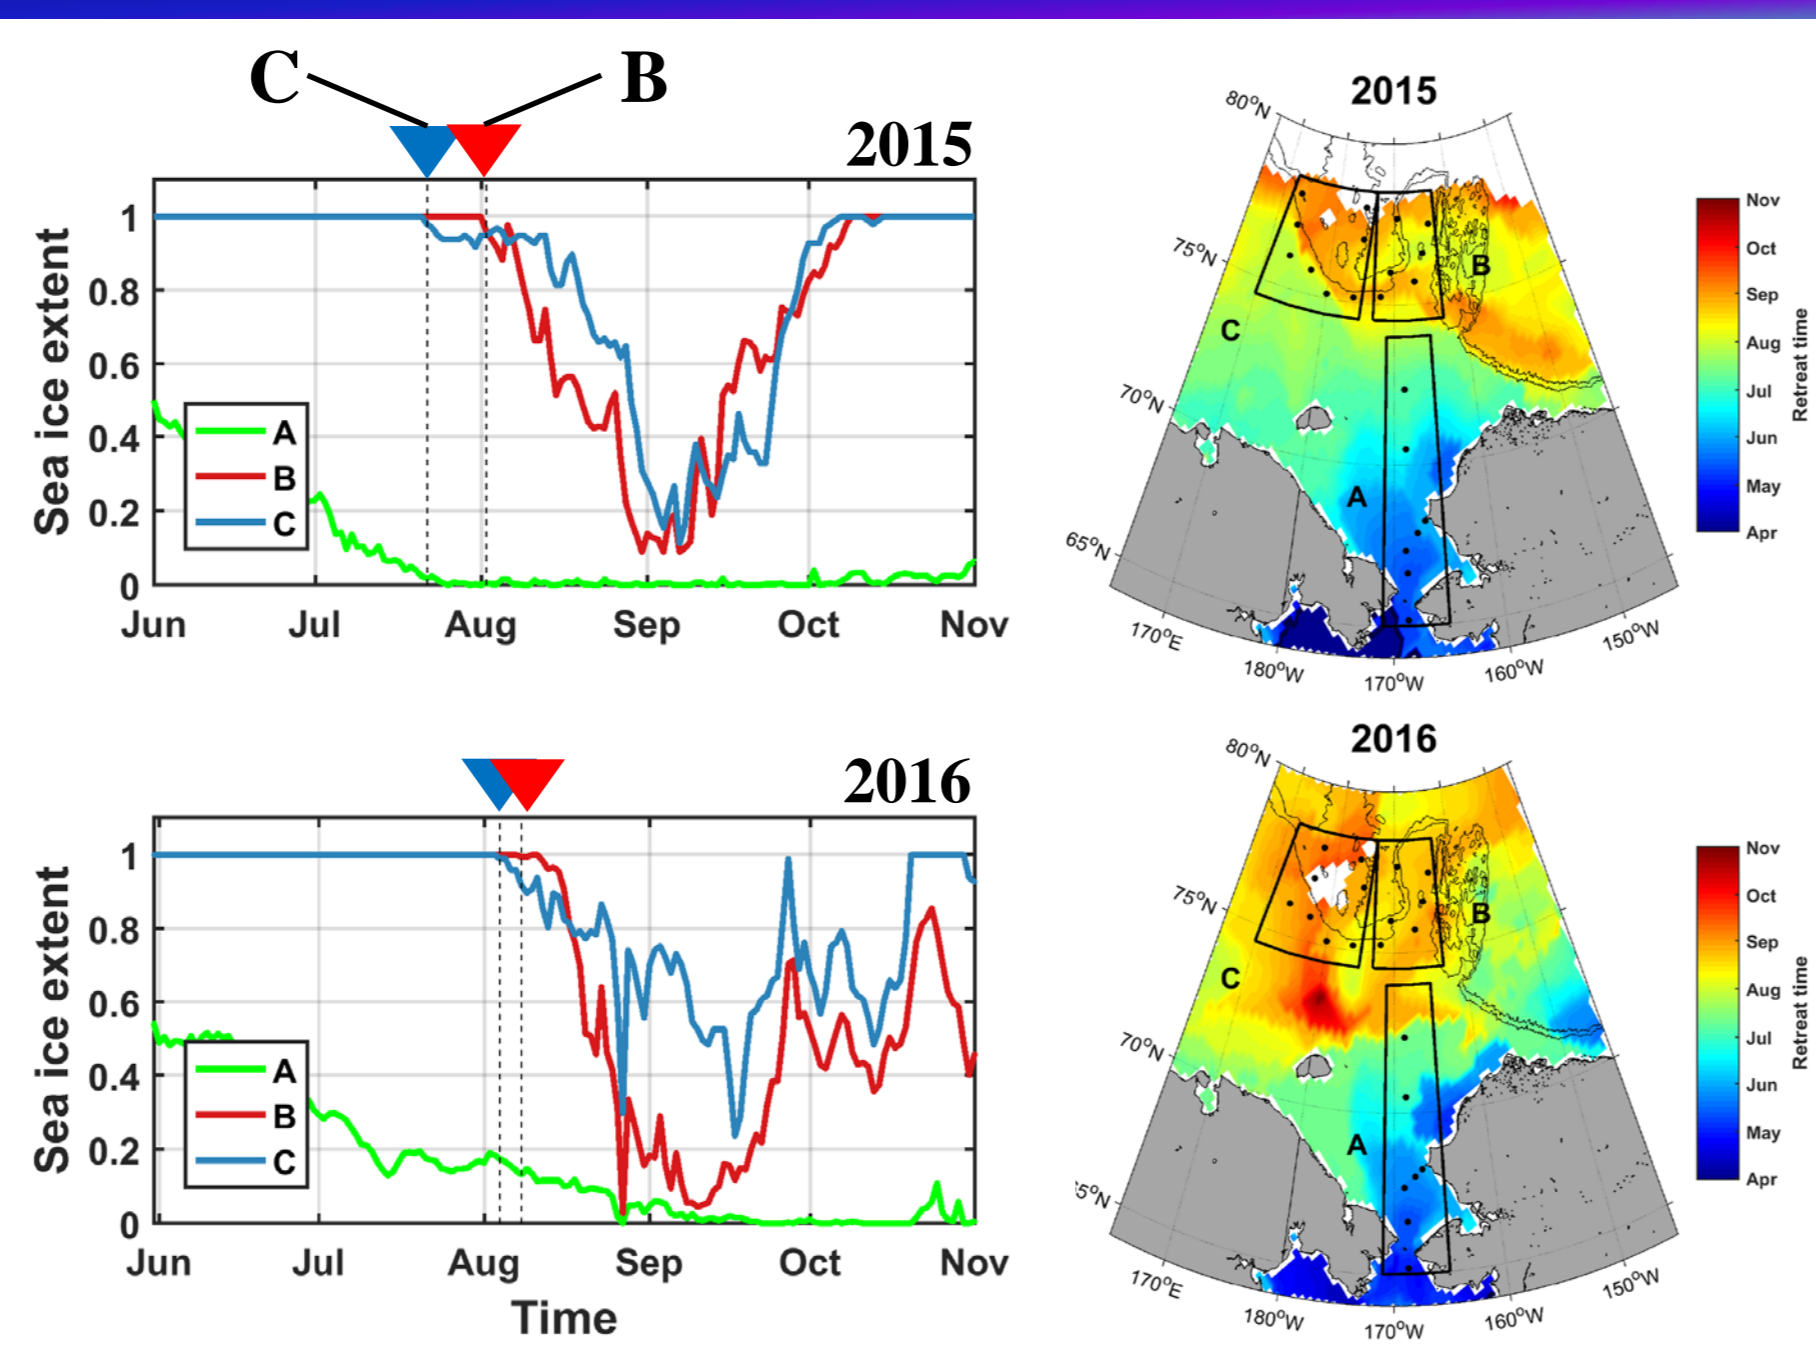 C
B
2015
Sea ice extent
1
0.8
0.6
0.4
0.2
0
A
B
C
Jun
Jul
Aug
Sep
Oct
Nov
2015
80°N
75°N
70°N
65°N
170°E
180°W
170°W
160°W
150°W
A
B
C
Nov
Oct
Sep
Aug
Jul
Jun
May
Apr
Retreat time
2016
Sea ice extent
1
0.8
0.6
0.4
0.2
0
A
B
C
Jun
Jul
Aug
Sep
Oct
Nov
Time
2016
80°N
75°N
70°N
5°N
170°E
180°W
170°W
160°W
150°W
A
B
C
Nov
Oct
Sep
Aug
Jul
Jun
May
Apr
Retreat time